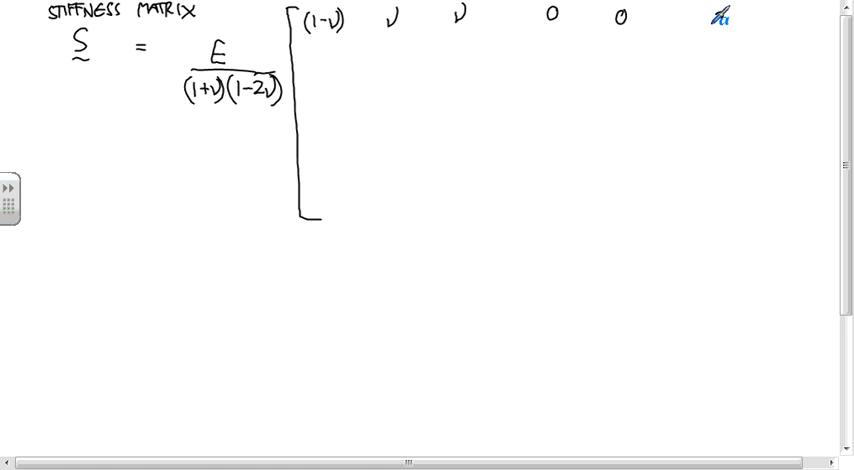 STIFFNESS MATRIX
S = E / (1+ν)(1-2ν) [ (1-ν) ν ν 0 0